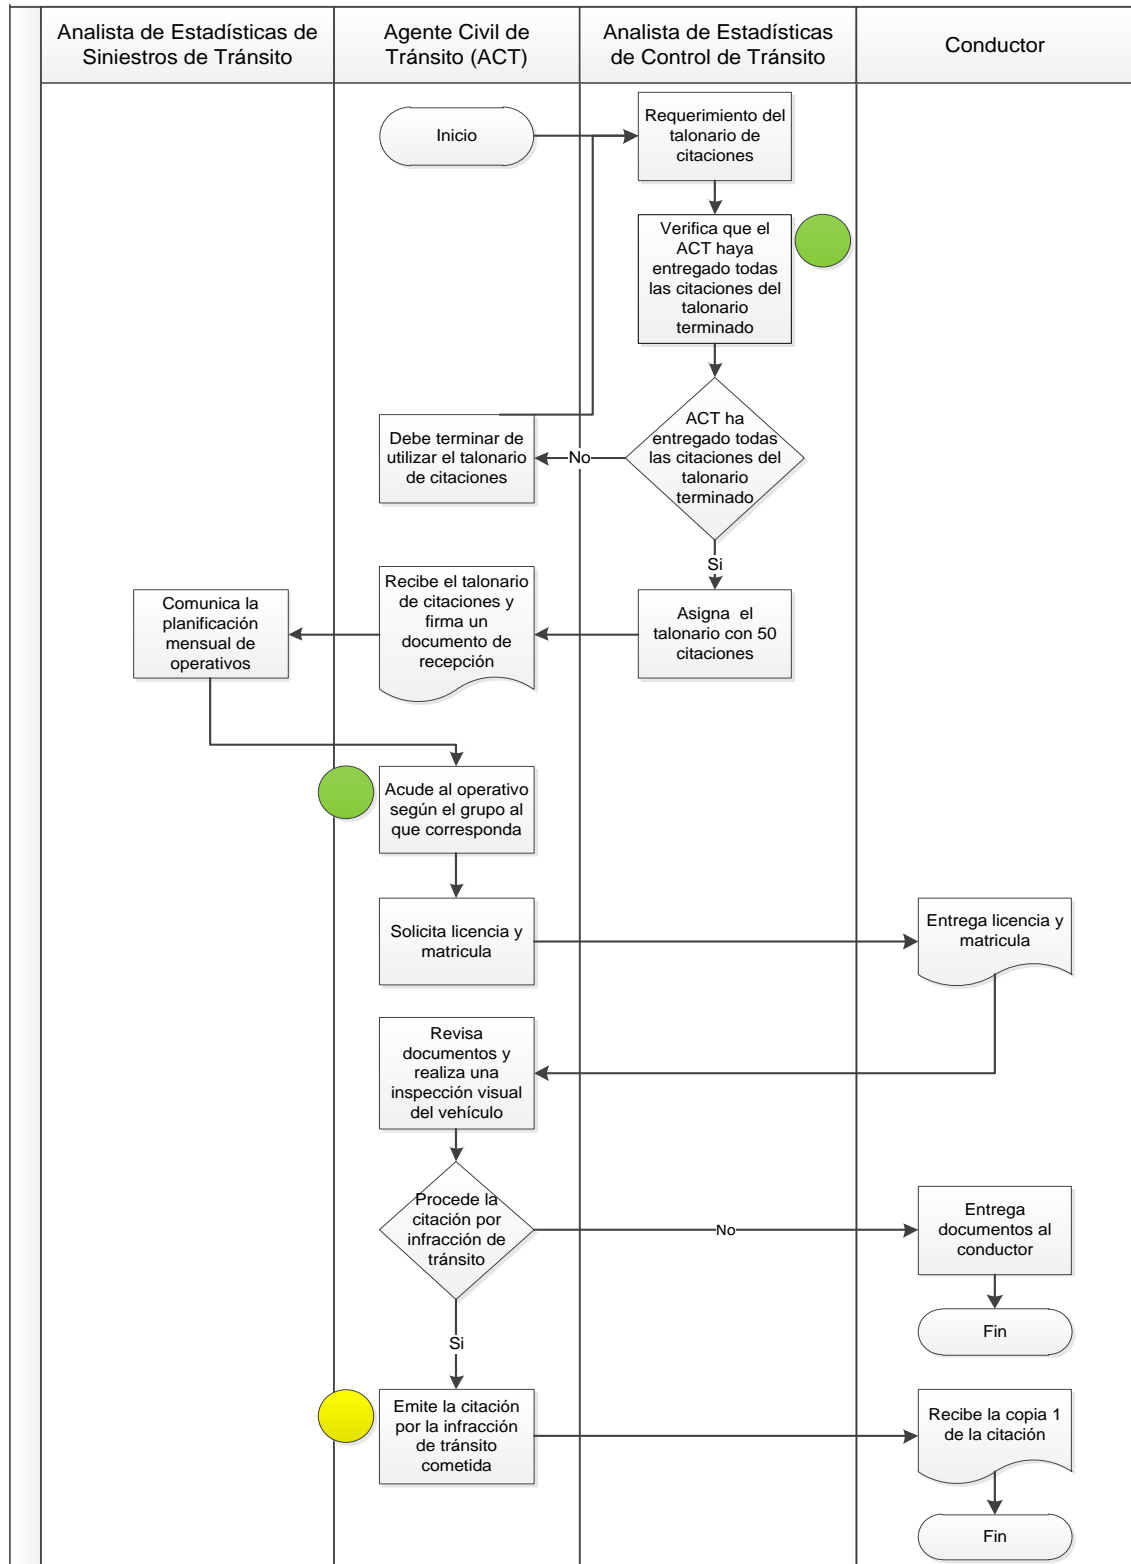 Analista de Estadísticas de
Siniestros de Tránsito
Agente Civil de
Tránsito (ACT)
Analista de Estadísticas
de Control de Tránsito
Conductor
Inicio
Requerimiento del
talonario de
citaciones
Verifica que el
ACT haya
entregado todas
las citaciones del
talonario
terminado
ACT ha
entregado todas
las citaciones del
talonario
terminado
No
Debe terminar de
utilizar el talonario
de citaciones
Si
Asigna el
talonario con 50
citaciones
Recibe el talonario
de citaciones y
firma un
documento de
recepción
Comunica la
planificación
mensual de
operativos
Acude al operativo
según el grupo al
que corresponda
Solicita licencia y
matricula
Entrega licencia y
matricula
Revisa
documentos y
realiza una
inspección visual
del vehículo
Procede la
citación por
infracción de
tránsito
No
Entrega
documentos al
conductor
Fin
Si
Emite la citación
por la infracción
de tránsito
cometida
Recibe la copia 1
de la citación
Fin